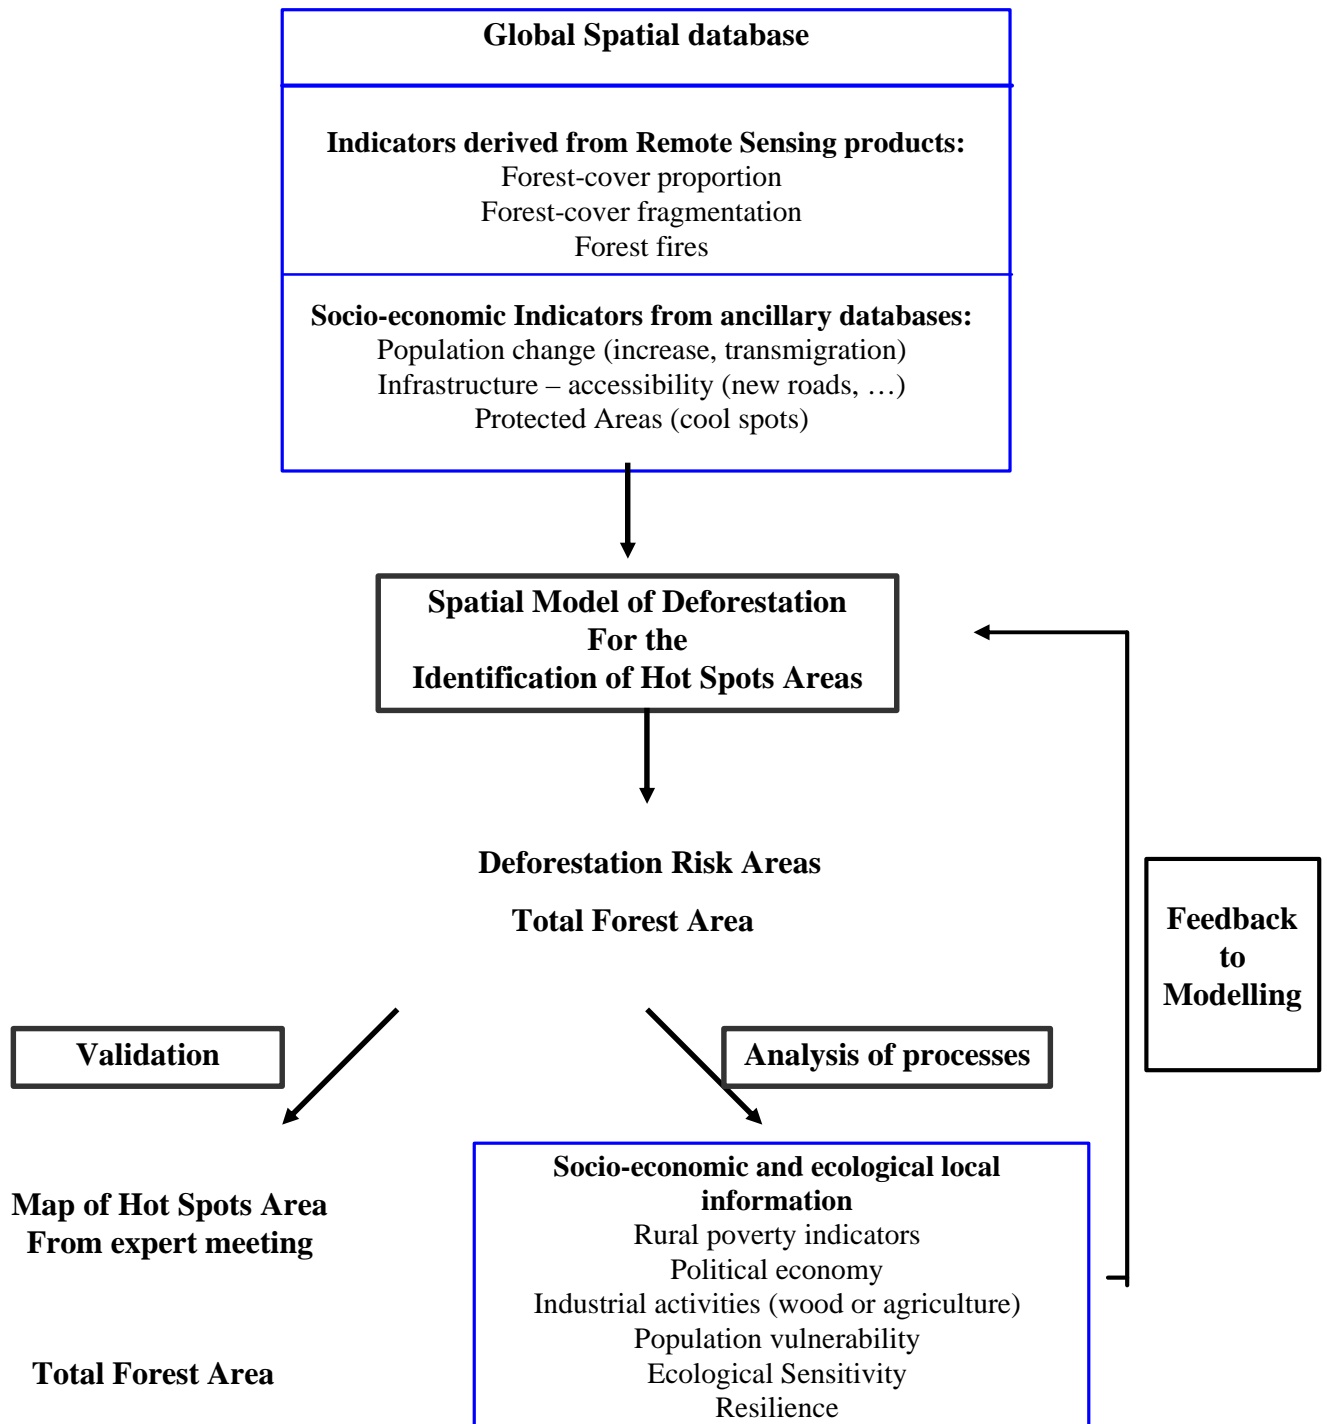 Global Spatial database
Indicators derived from Remote Sensing products:
Forest-cover proportion
Forest-cover fragmentation
Forest fires
Socio-economic Indicators from ancillary databases:
Population change (increase, transmigration)
Infrastructure – accessibility (new roads, …)
Protected Areas (cool spots)
Spatial Model of Deforestation
For the
Identification of Hot Spots Areas
Deforestation Risk Areas
Total Forest Area
Feedback
to
Modelling
Validation
Analysis of processes
Map of Hot Spots Area
From expert meeting
Total Forest Area
Socio-economic and ecological local
information
Rural poverty indicators
Political economy
Industrial activities (wood or agriculture)
Population vulnerability
Ecological Sensitivity
Resilience